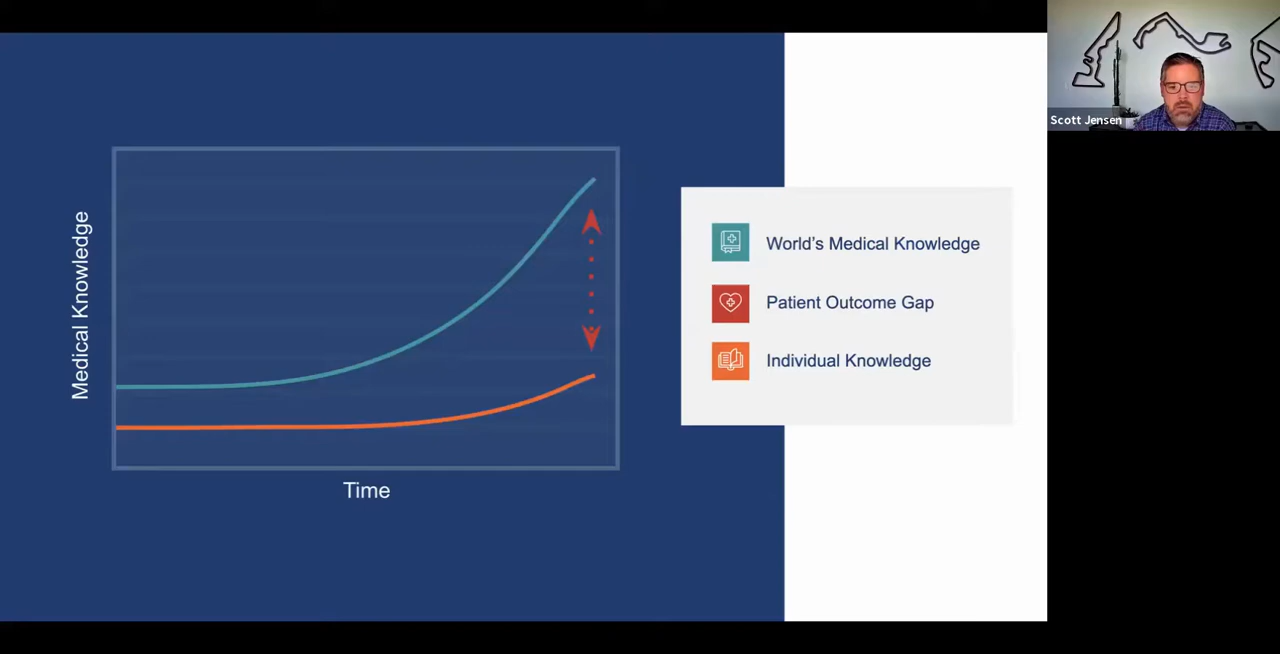 Scott Jensen
Medical Knowledge
Time
World's Medical Knowledge
Patient Outcome Gap
Individual Knowledge